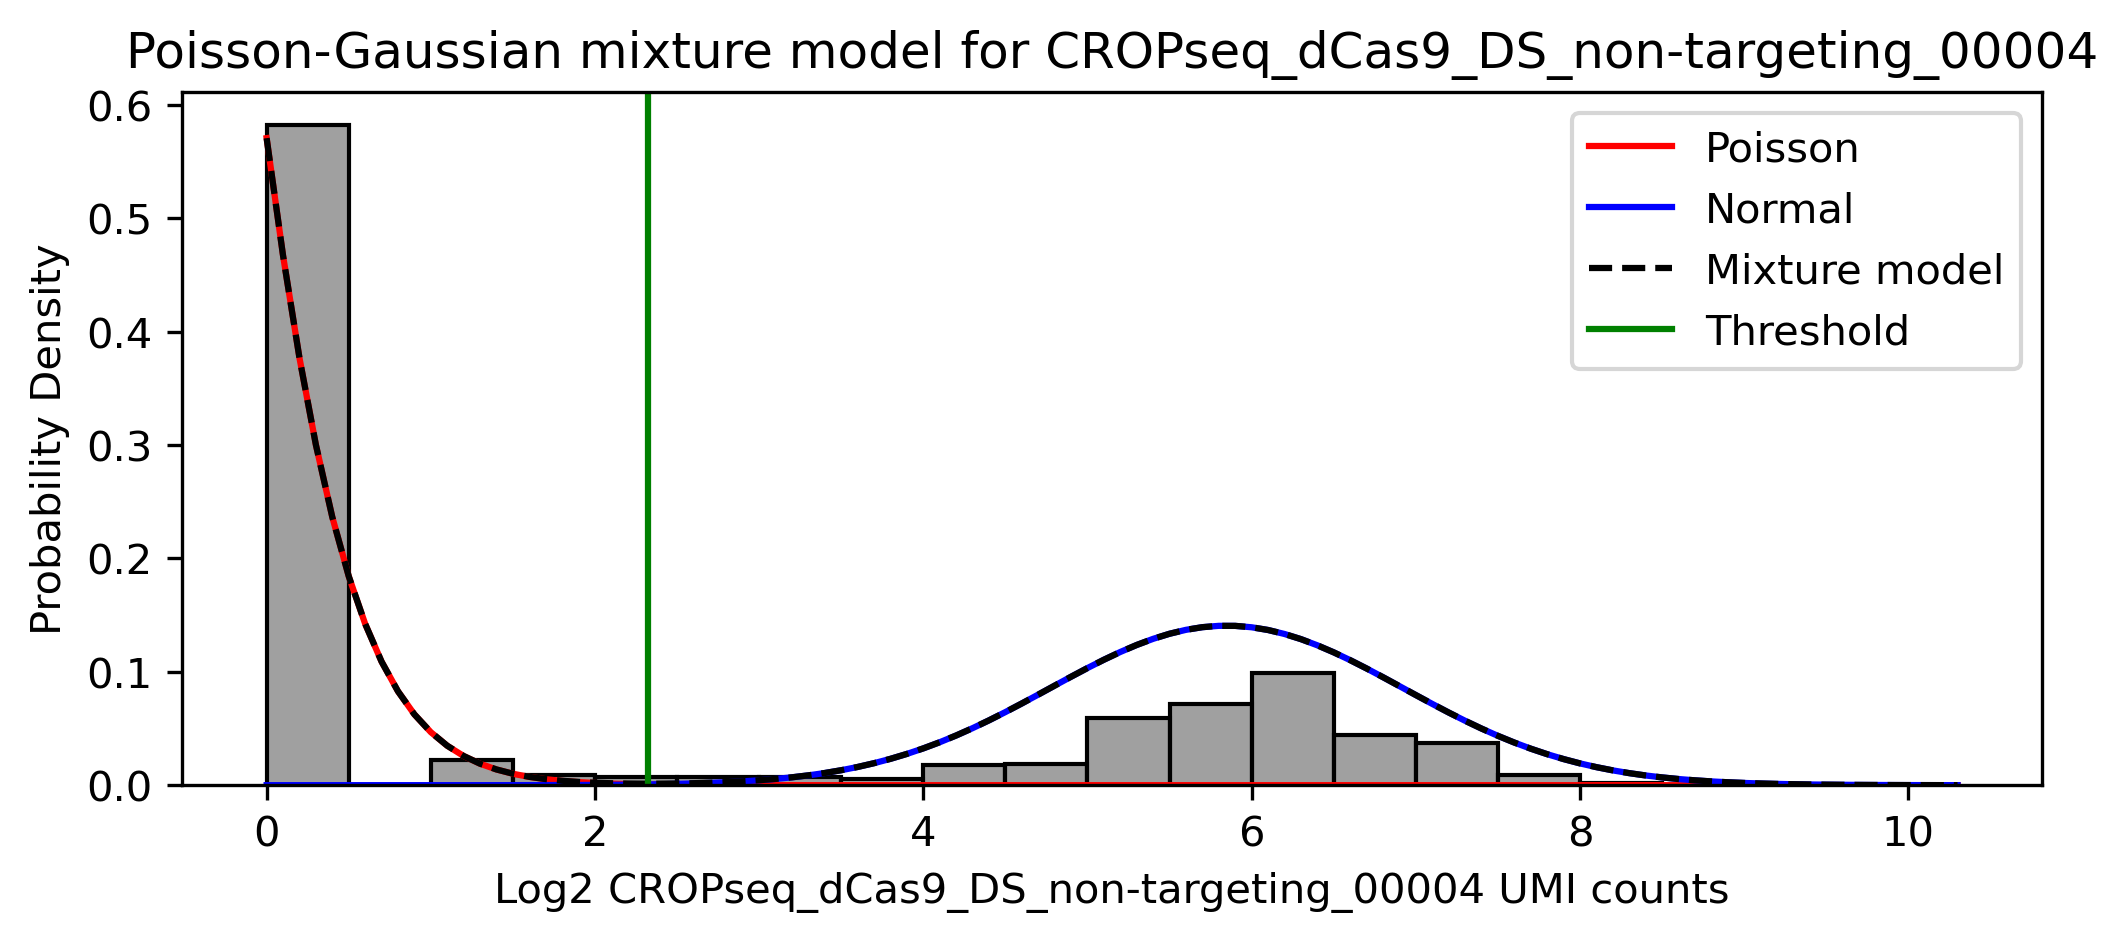 Poisson-Gaussian mixture model for CROPseq_dCas9_DS_non-targeting_00004
0.6
0.5
0.4
0.3
0.2
0.1
0.0
Probability Density
Poisson
Normal
Mixture model
Threshold
0 2 4 6 8 10
Log2 CROPseq_dCas9_DS_non-targeting_00004 UMI counts